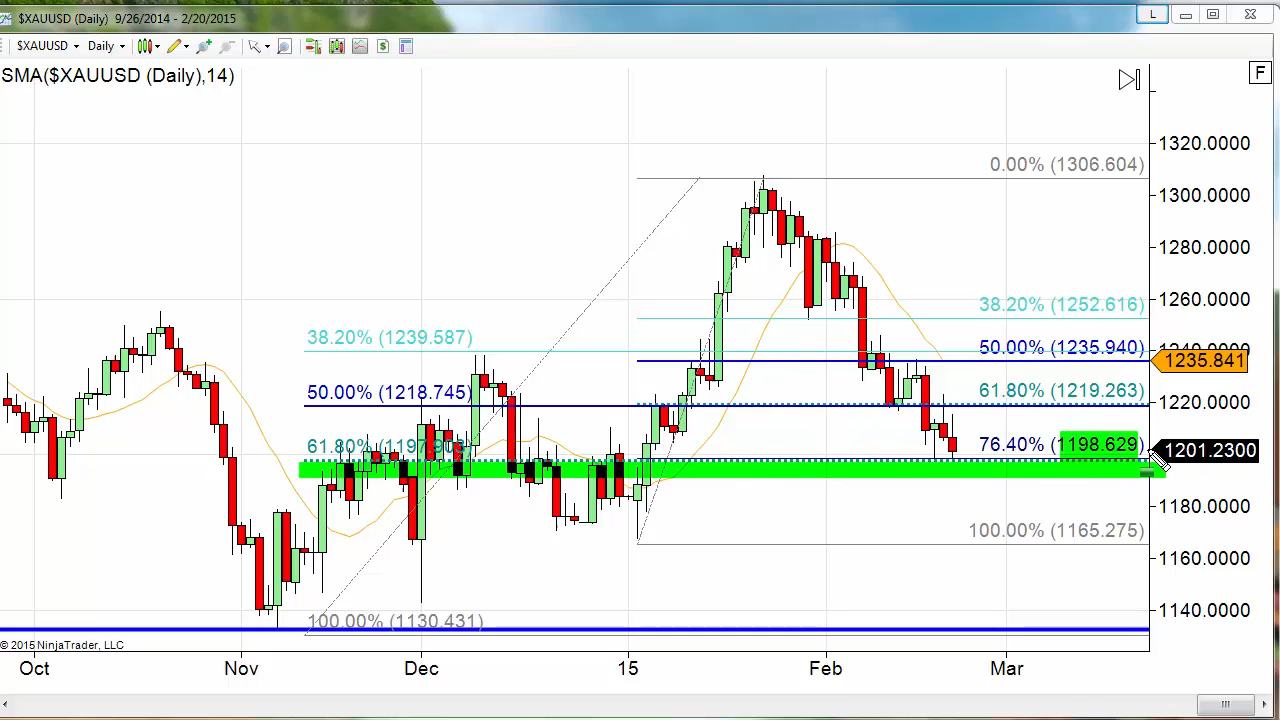 $XAUUSD (Daily) 9/26/2014 - 2/20/2015
L
$XAUUSD Daily
SMA($XAUUSD (Daily),14)
F
1320.0000
0.00% (1306.604)
1300.0000
1280.0000
1260.0000
38.20% (1252.616)
38.20% (1239.587)
50.00% (1235.940)
1235.841
50.00% (1218.745)
61.80% (1219.263)
1220.0000
76.40% (1198.629)
1201.2300
1180.0000
100.00% (1165.275)
1160.0000
100.00% (1130.431)
1140.0000
© 2015 NinjaTrader, LLC
Oct Nov Dec 15 Feb Mar